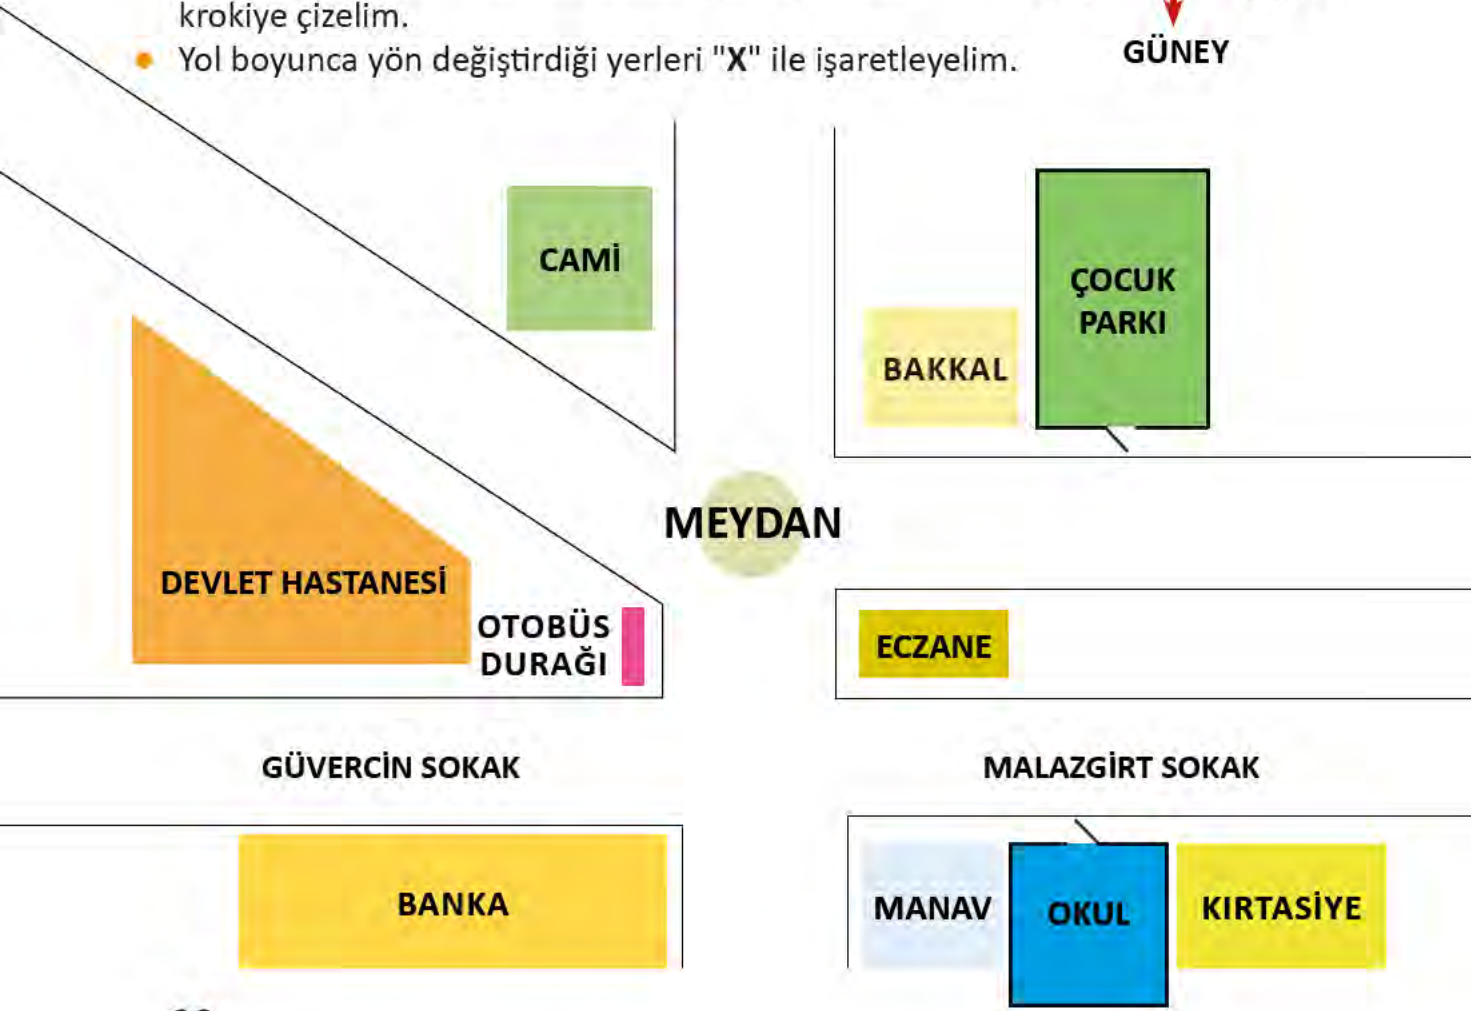 krokiye çizelim.
Yol boyunca yön değiştirdiği yerleri "X" ile işaretleyelim.
GÜNEY
CAMİ
ÇOCUK
PARKI
BAKKAL
MEYDAN
DEVLET HASTANESİ
OTOBÜS
DURAĞI
ECZANE
GÜVERCİN SOKAK
MALAZGİRT SOKAK
BANKA
MANAV
OKUL
KIRTASİYE